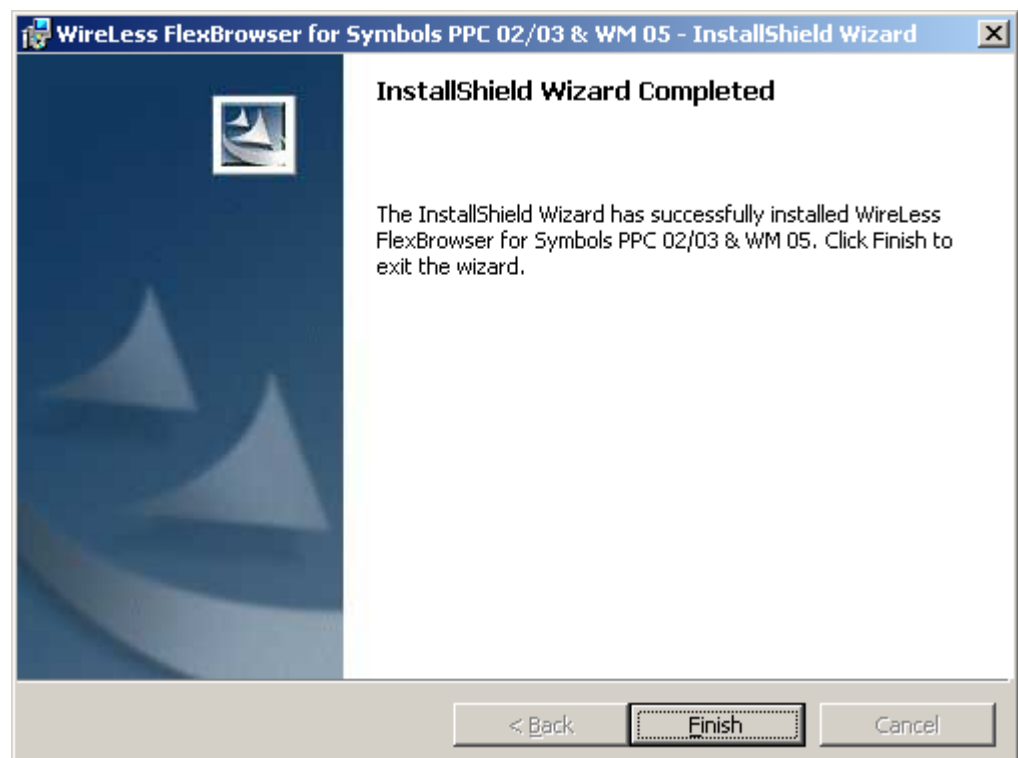 WireLess FlexBrowser for Symbols PPC 02/03 & WM 05 - InstallShield Wizard
InstallShield Wizard Completed
The InstallShield Wizard has successfully installed WireLess
FlexBrowser for Symbols PPC 02/03 & WM 05. Click Finish to
exit the wizard.
< Back
Finish
Cancel